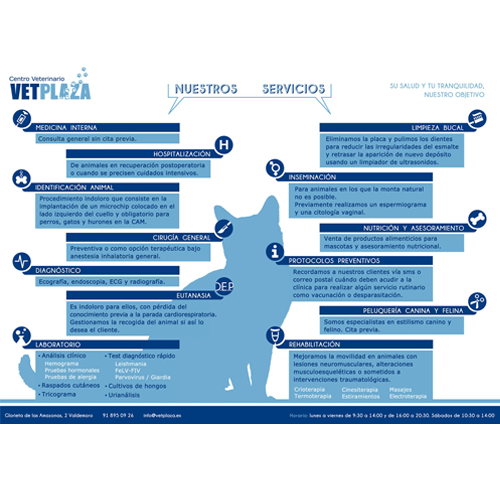 Centro Veterinario
VETPLAZA
NUESTROS SERVICIOS
SU SALUD Y TU TRANQUILIDAD,
NUESTRO OBJETIVO
MEDICINA INTERNA
Consulta general sin cita previa.
HOSPITALIZACIÓN
H
De animales en recuperación postoperatoria
o cuando se precisen cuidados intensivos.
IDENTIFICACIÓN ANIMAL
Procedimiento indoloro que consiste en la
implantación de un microchip colocado en el
lado izquierdo del cuello y obligatorio para
perros, gatos y hurones en la CAM.
CIRUGÍA GENERAL
Preventiva o como opción terapéutica bajo
anestesia inhalatoria general.
DIAGNÓSTICO
Ecografía, endoscopia, ECG y radiografía.
EUTANASIA
DEP
Es indoloro para ellos, con pérdida del
conocimiento previa a la parada cardiorespiratoria.
Gestionamos la recogida del animal si así lo
desea el cliente.
LABORATORIO
• Análisis clínico
Hemograma
Pruebas hormonales
Pruebas de alergia
• Raspados cutáneos
• Tricograma
• Test diagnóstico rápido
Leishmania
FeLV-FIV
Parvovirus / Giardia
• Cultivos de hongos
• Urianálisis
LIMPIEZA BUCAL
Eliminamos la placa y pulimos los dientes
para reducir las irregularidades del esmalte
y retrasar la aparición de nuevo depósito
usando un limpiador de ultrasonidos.
INSEMINACIÓN
Para animales en los que la monta natural
no es posible.
Previamente realizamos un espermiograma
y una citología vaginal.
NUTRICIÓN Y ASESORAMIENTO
Venta de productos alimenticios para
mascotas y asesoramiento nutricional.
PROTOCOLOS PREVENTIVOS
i
Recordamos a nuestros clientes vía sms o
correo postal cuándo deben acudir a la
clínica para realizar algún servicio rutinario
como vacunación o desparasitación.
PELUQUERÍA CANINA Y FELINA
Somos especialistas en estilismo canino y
felino. Cita previa.
REHABILITACIÓN
Mejoramos la movilidad en animales con
lesiones neuromusculares, alteraciones
musculoesqueléticas o sometidos a
intervenciones traumatológicas.
Crioterapia Cinesiterapia Masajes
Termoterapia Estiramientos Electroterapia
Glorieta de las Amazonas, 2 Valdemoro 91 895 09 26 info@vetplaza.es Horario: lunes a viernes de 9:30 a 14:00 y de 16:00 a 20:30. Sábados de 10:30 a 14:00